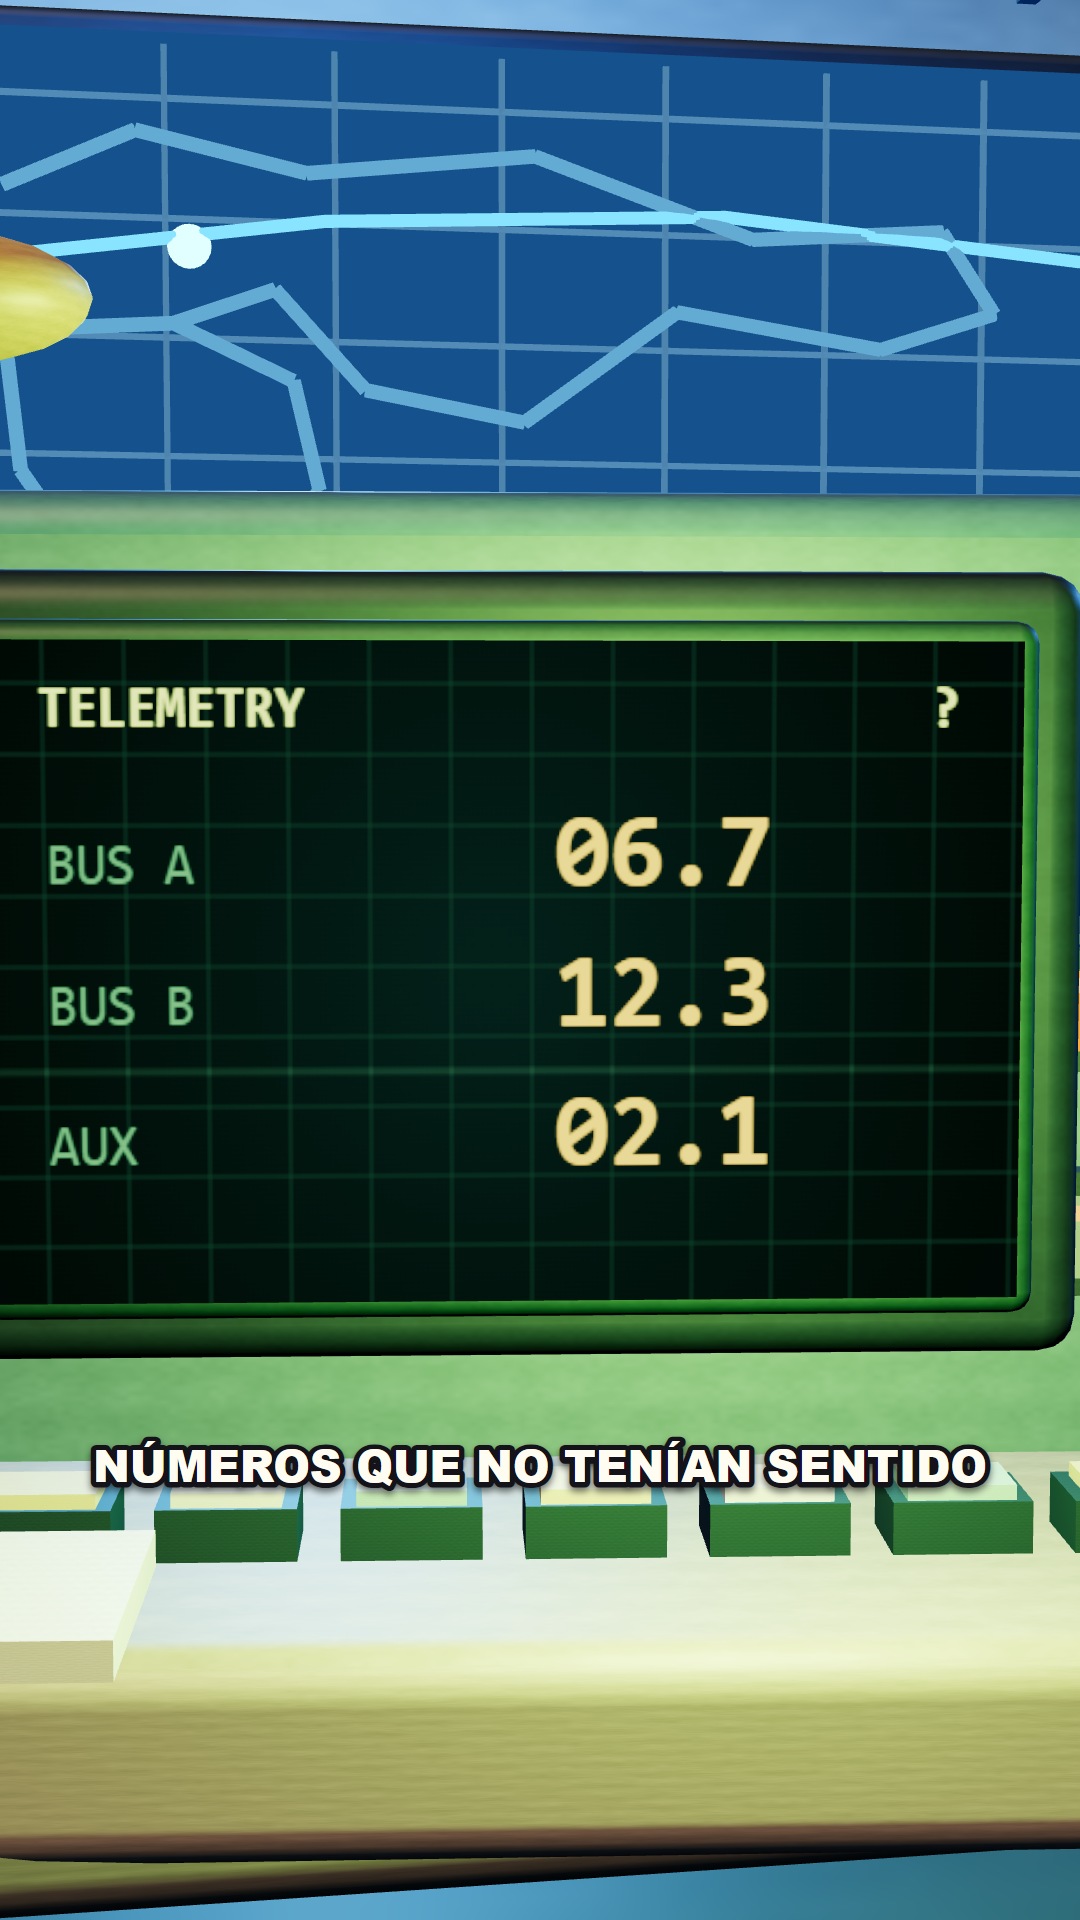 TELEMETRY ?
BUS A 06.7
BUS B 12.3
AUX 02.1
NÚMEROS QUE NO TENÍAN SENTIDO